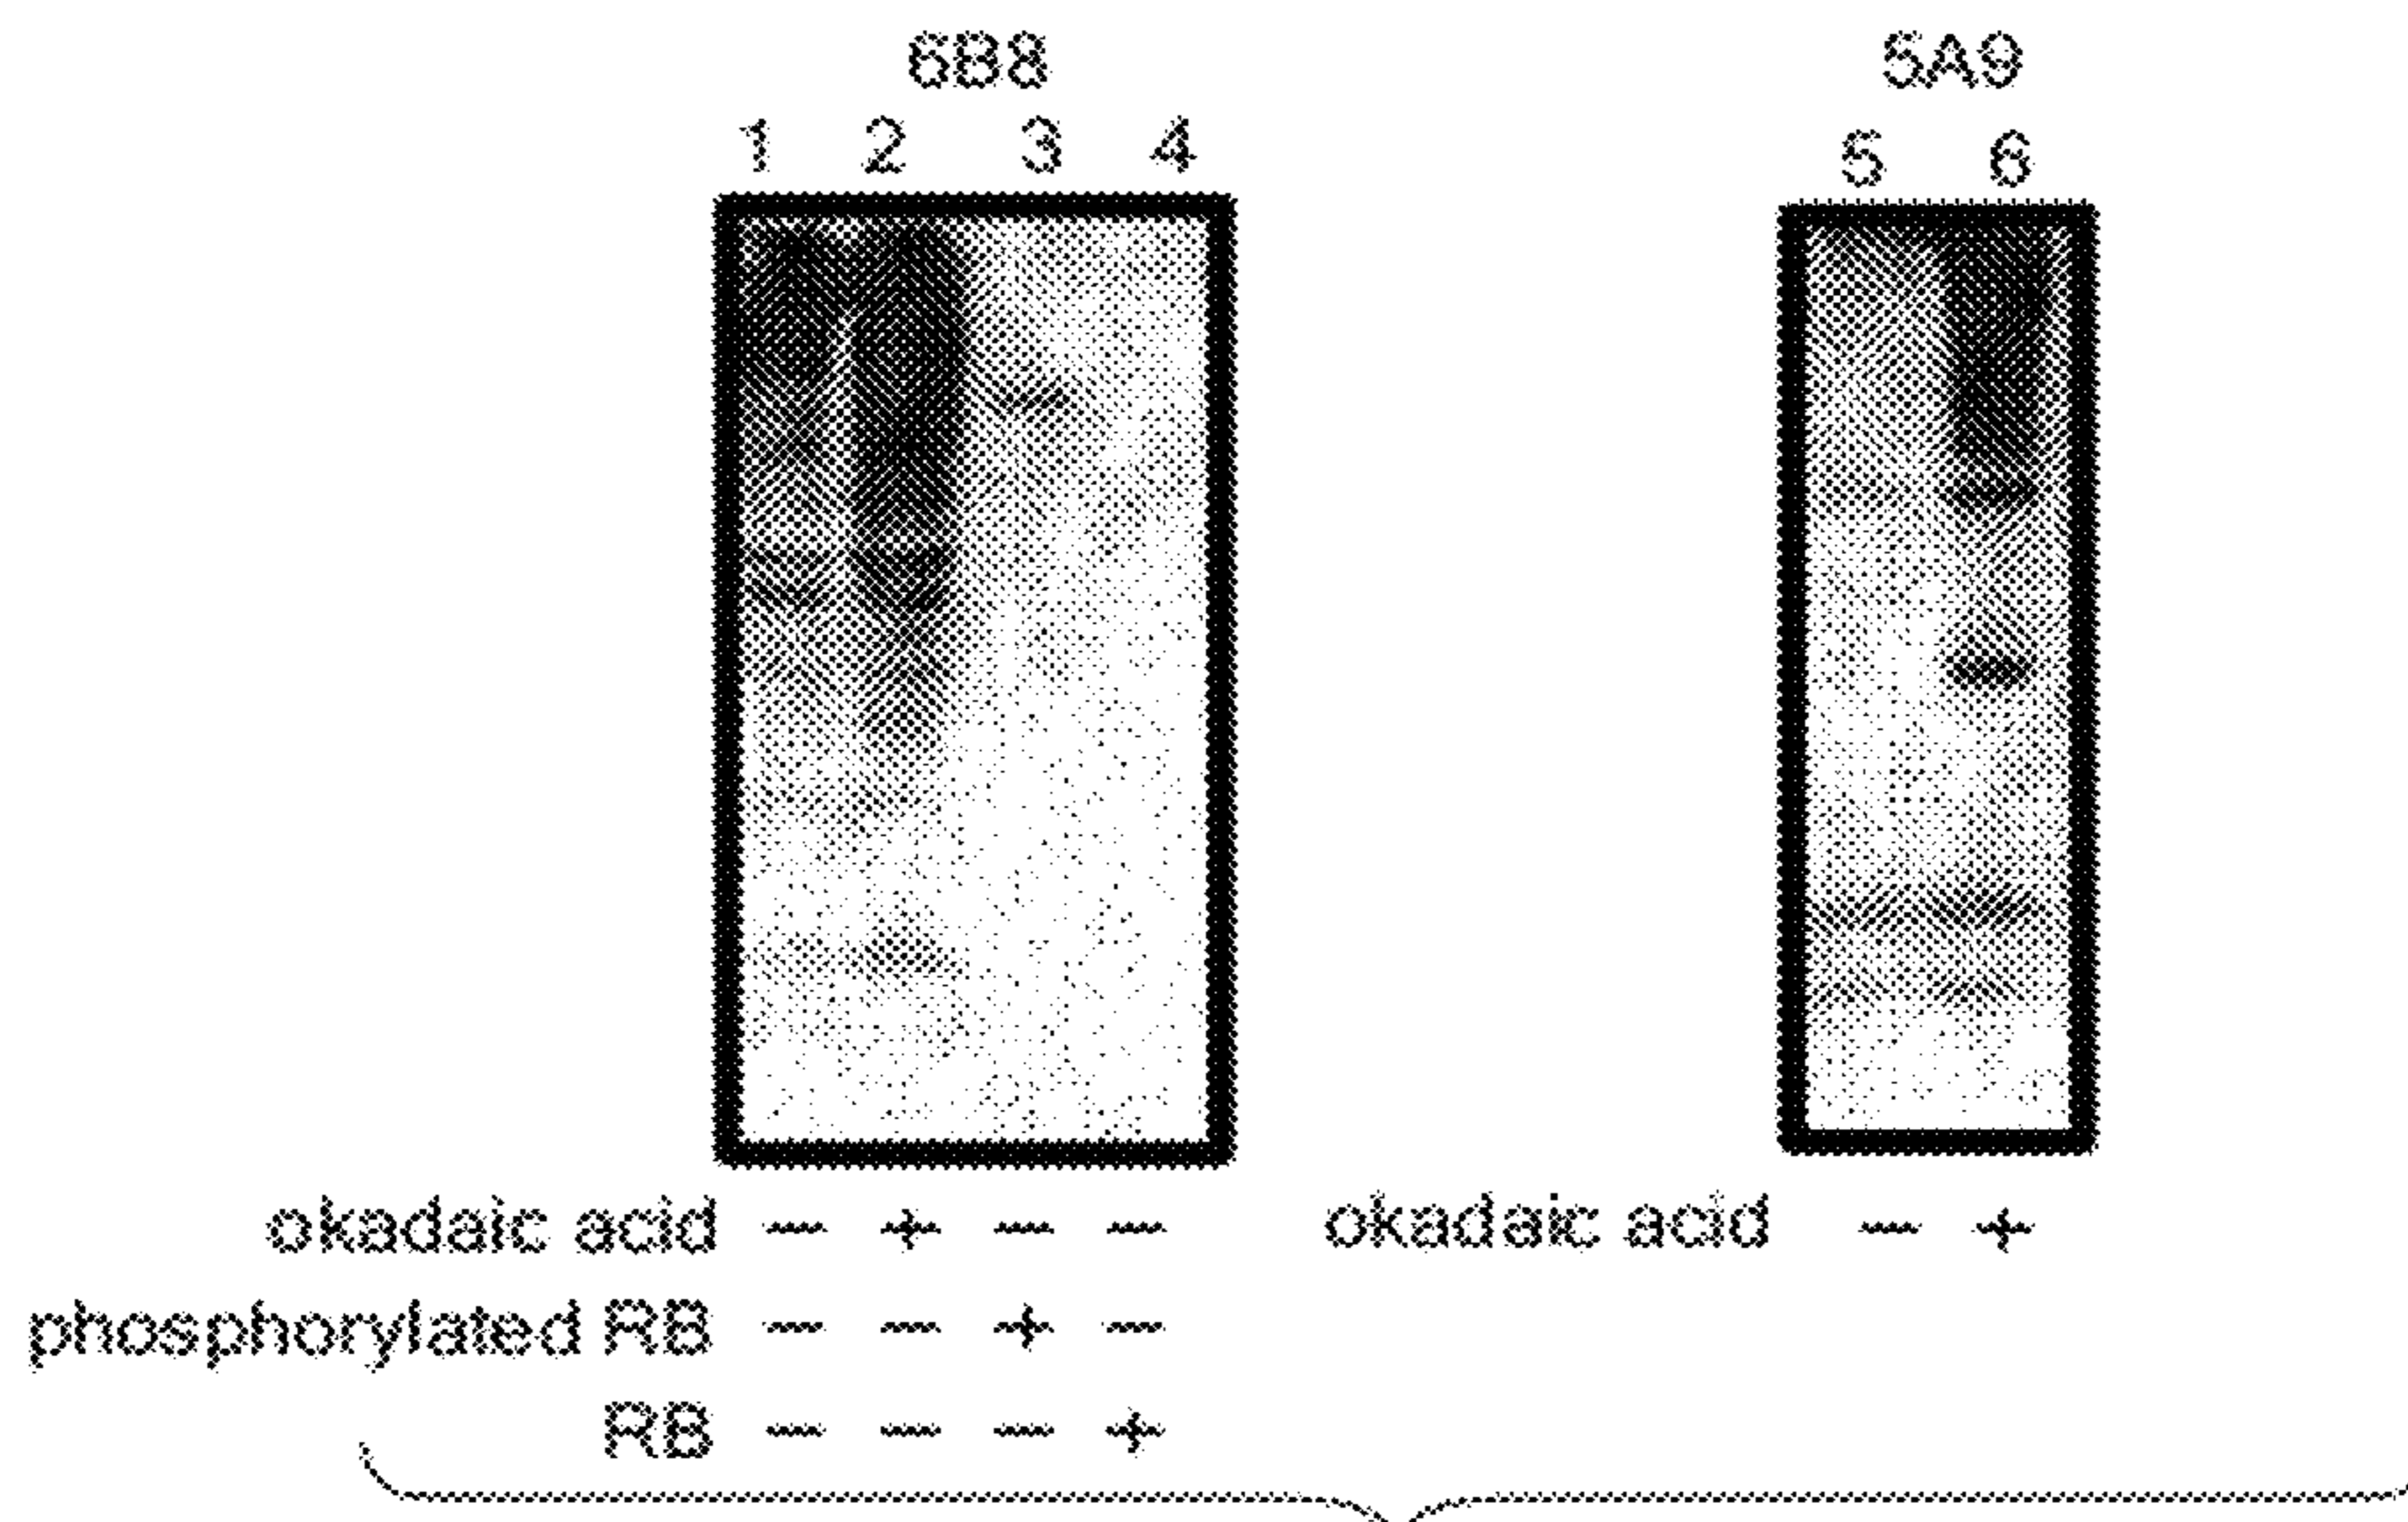 6B8
1 2 3 4
okadaic acid − + − −
phosphorylated RB − − + −
RB − − − +
5A9
5 6
okadaic acid − +